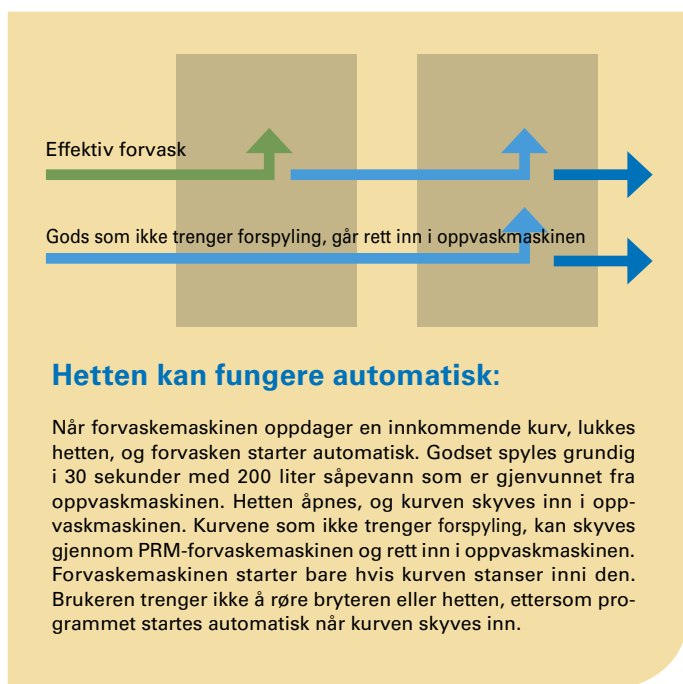 Effektiv forvask
Gods som ikke trenger forspyling, går rett inn i oppvaskmaskinen
Hetten kan fungere automatisk:
Når forvaskemaskinen oppdager en innkommende kurv, lukkes
hetten, og forvasken starter automatisk. Godset spyles grundig
i 30 sekunder med 200 liter såpevann som er gjenvunnet fra
oppvaskmaskinen. Hetten åpnes, og kurven skyves inn i opp-
vaskmaskinen. Kurvene som ikke trenger forspyling, kan skyves
gjennom PRM-forvaskemaskinen og rett inn i oppvaskmaskinen.
Forvaskemaskinen starter bare hvis kurven stanser inni den.
Brukeren trenger ikke å røre bryteren eller hetten, ettersom pro-
grammet startes automatisk når kurven skyves inn.